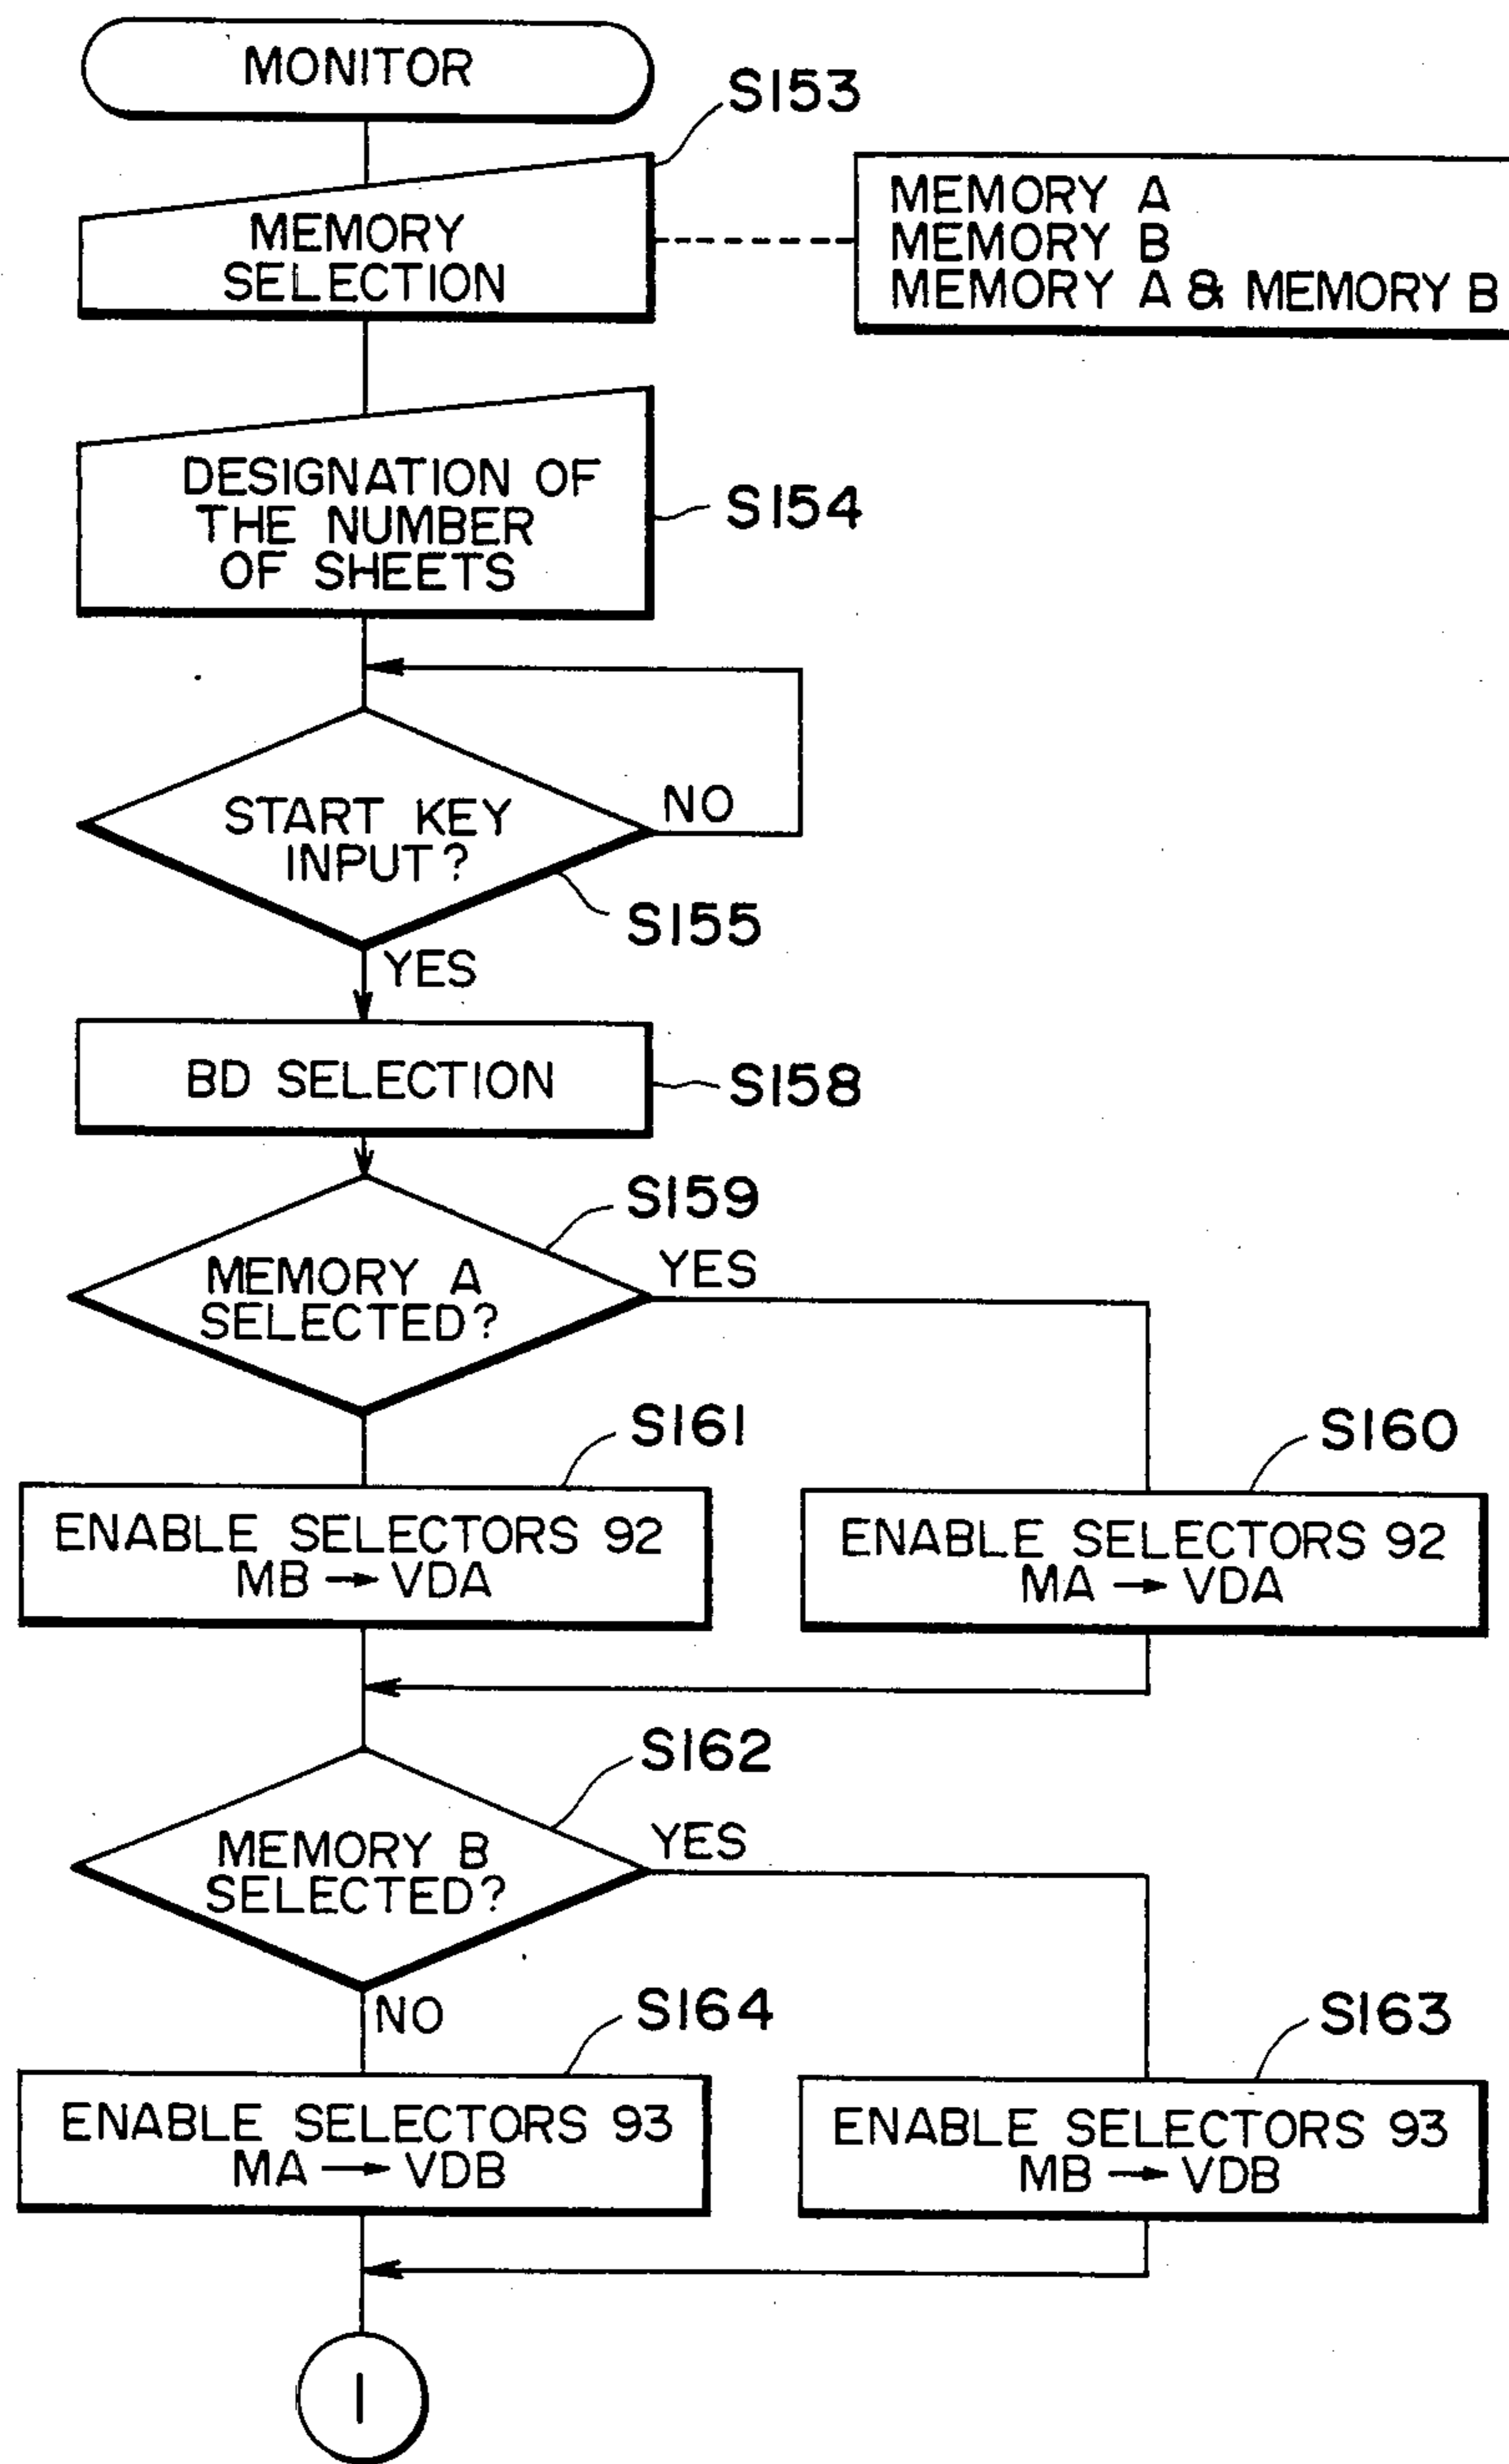 MONITOR
S153
MEMORY
SELECTION
MEMORY A
MEMORY B
MEMORY A & MEMORY B
DESIGNATION OF
THE NUMBER
OF SHEETS
S154
START KEY
INPUT?
NO
S155
YES
BD SELECTION
S158
S159
MEMORY A
SELECTED?
YES
S161
S160
ENABLE SELECTORS 92
MB → VDA
ENABLE SELECTORS 92
MA → VDA
S162
MEMORY B
SELECTED?
YES
NO
S164
S163
ENABLE SELECTORS 93
MA → VDB
ENABLE SELECTORS 93
MB → VDB
1